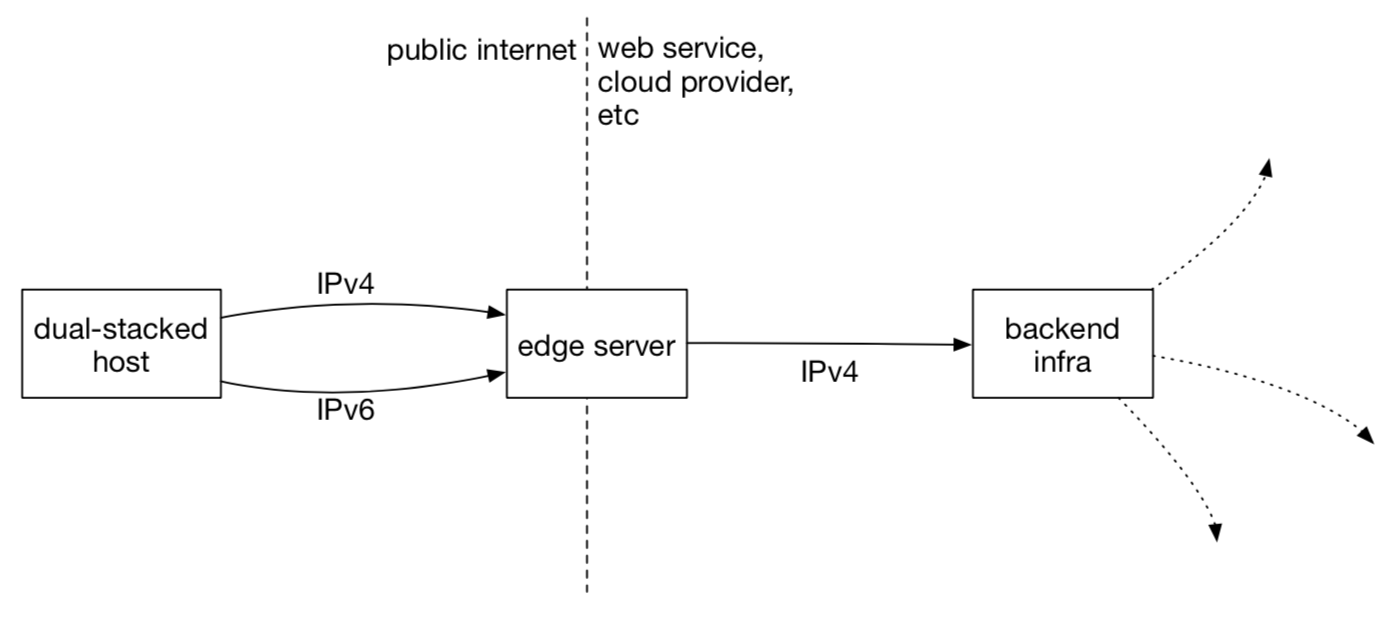 public internet
web service,
cloud provider,
etc
IPv4
dual-stacked
host
IPv6
edge server
IPv4
backend
infra